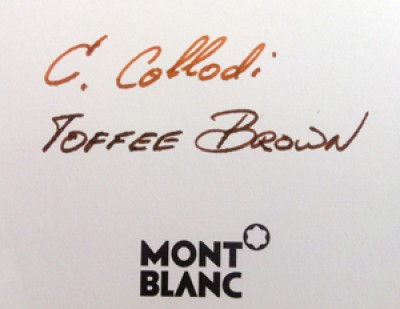 C. Collodi
TOFFEE BROWN
MONT
BLANC